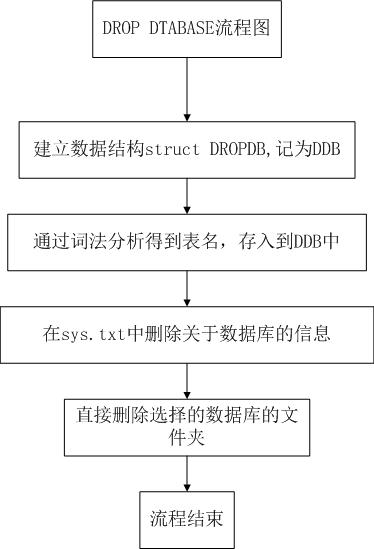 DROP DTABASE流程图
建立数据结构struct DROPDB,记为DDB
通过词法分析得到表名，存入到DDB中
在sys.txt中删除关于数据库的信息
直接删除选择的数据库的文
件夹
流程结束